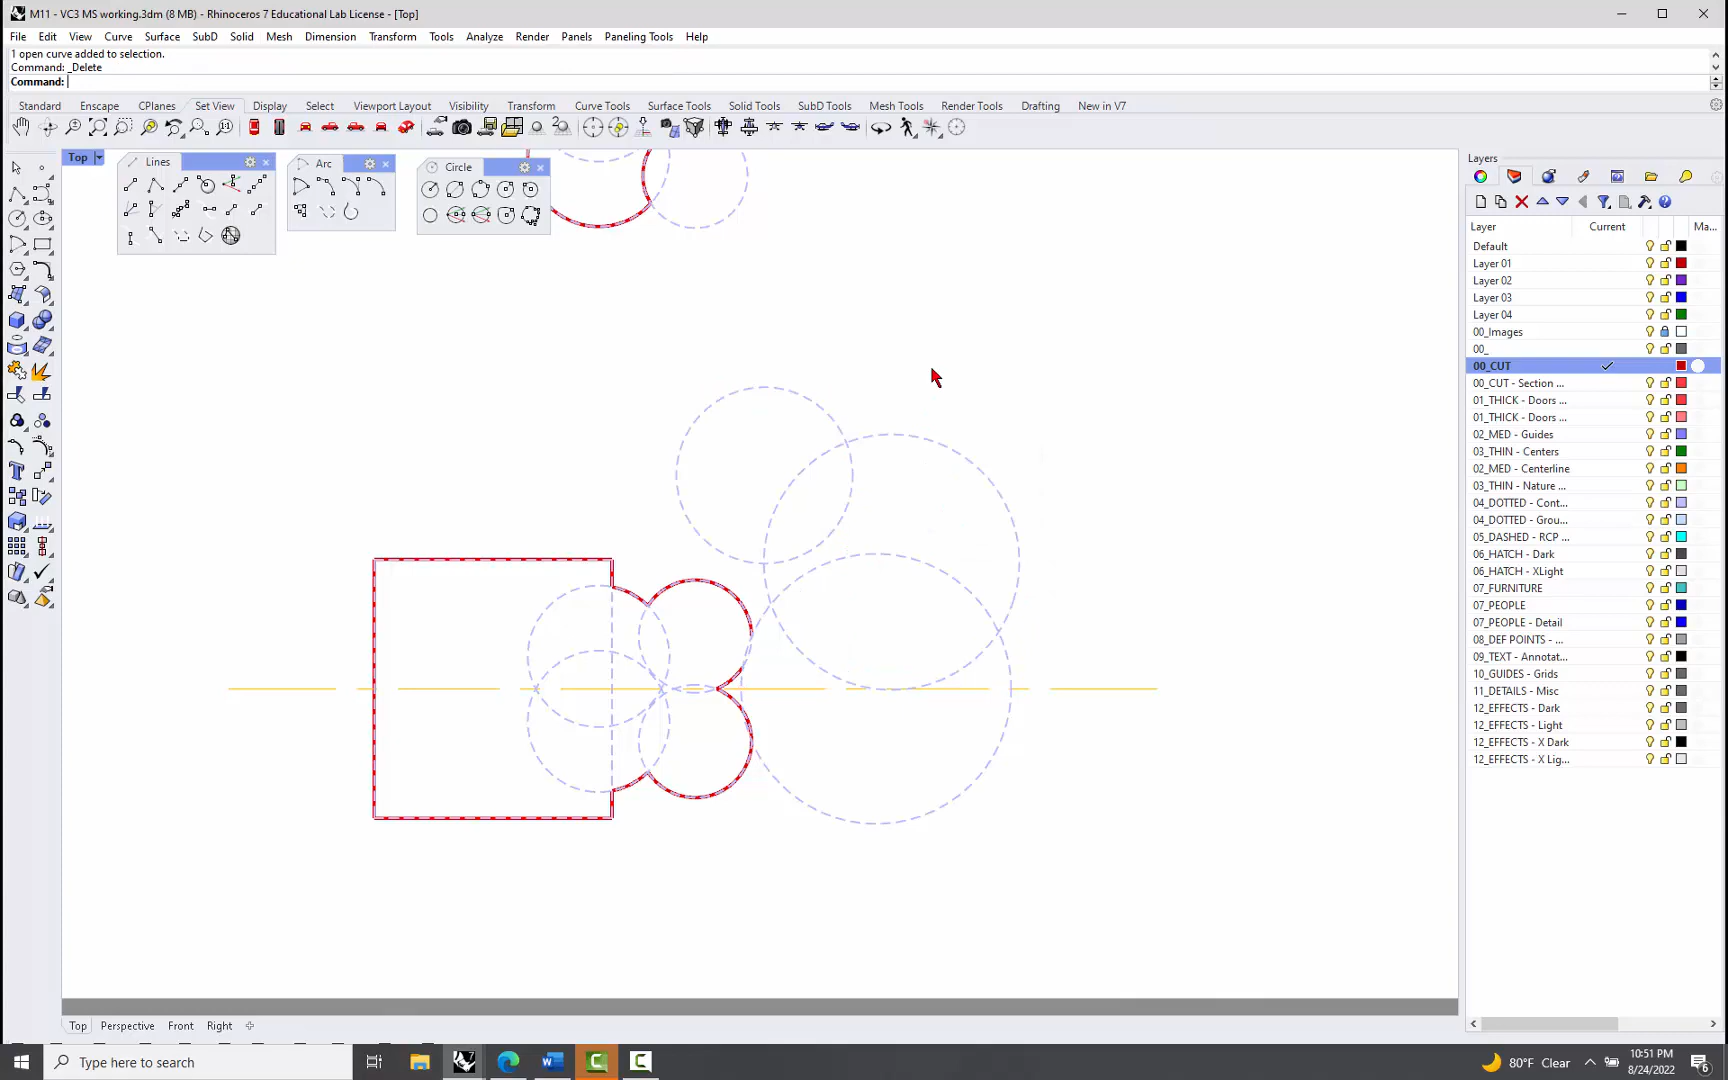 M11 - VC3 MS working.3dm (8 MB) - Rhinoceros 7 Educational Lab License - [Top]
File Edit View Curve Surface SubD Solid Mesh Dimension Transform Tools Analyze Render Panels Paneling Tools Help
1 open curve added to selection.
Command: _Delete
Command:
Standard Escape CPlanes Set View Display Select Viewport Layout Visibility Transform Curve Tools Surface Tools Solid Tools SubD Tools Mesh Tools Render Tools Drafting New in V7
Top
Lines
Arc
Circle
Layers
Layer Current Ma...
Default
Layer 01
Layer 02
Layer 03
Layer 04
00_Images
00_
00_CUT
00_CUT - Section ...
01_THICK - Doors ...
01_THICK - Doors ...
02_MED - Guides
03_THIN - Centers
02_MED - Centerline
03_THIN - Nature ...
04_DOTTED - Cont...
04_DOTTED - Grou...
05_DASHED - RCP ...
06_HATCH - Dark
06_HATCH - XLight
07_FURNITURE
07_PEOPLE
07_PEOPLE - Detail
08_DEF POINTS - ...
09_TEXT - Annotat...
10_GUIDES - Grids
11_DETAILS - Misc
12_EFFECTS - Dark
12_EFFECTS - Light
12_EFFECTS - X Dark
12_EFFECTS - X Lig...
Top Perspective Front Right
Type here to search
80°F Clear
10:51 PM
8/24/2022
6